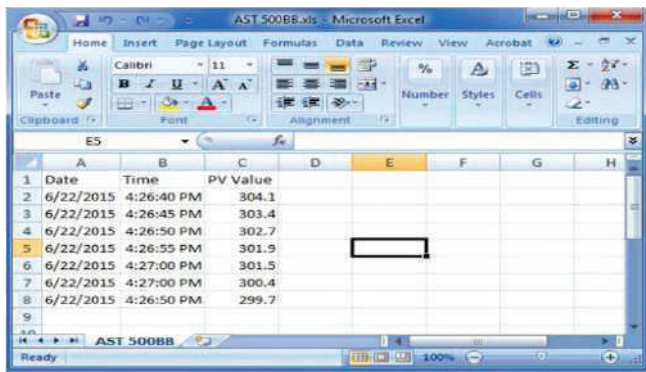 AST 500BB.xls - Microsoft Excel
Home Insert Page Layout Formulas Data Review View Acrobat
Calibri 11
B I U A A
Paste
% Number
Styles
Cells
Σ
Clipboard Font Alignment Editing
E5 fx
A B C D E F G H
1 Date Time PV Value
2 6/22/2015 4:26:40 PM 304.1
3 6/22/2015 4:26:45 PM 303.4
4 6/22/2015 4:26:50 PM 302.7
5 6/22/2015 4:26:55 PM 301.9
6 6/22/2015 4:27:00 PM 301.5
7 6/22/2015 4:27:00 PM 300.4
8 6/22/2015 4:26:50 PM 299.7
9
10
AST 500BB
Ready 100%